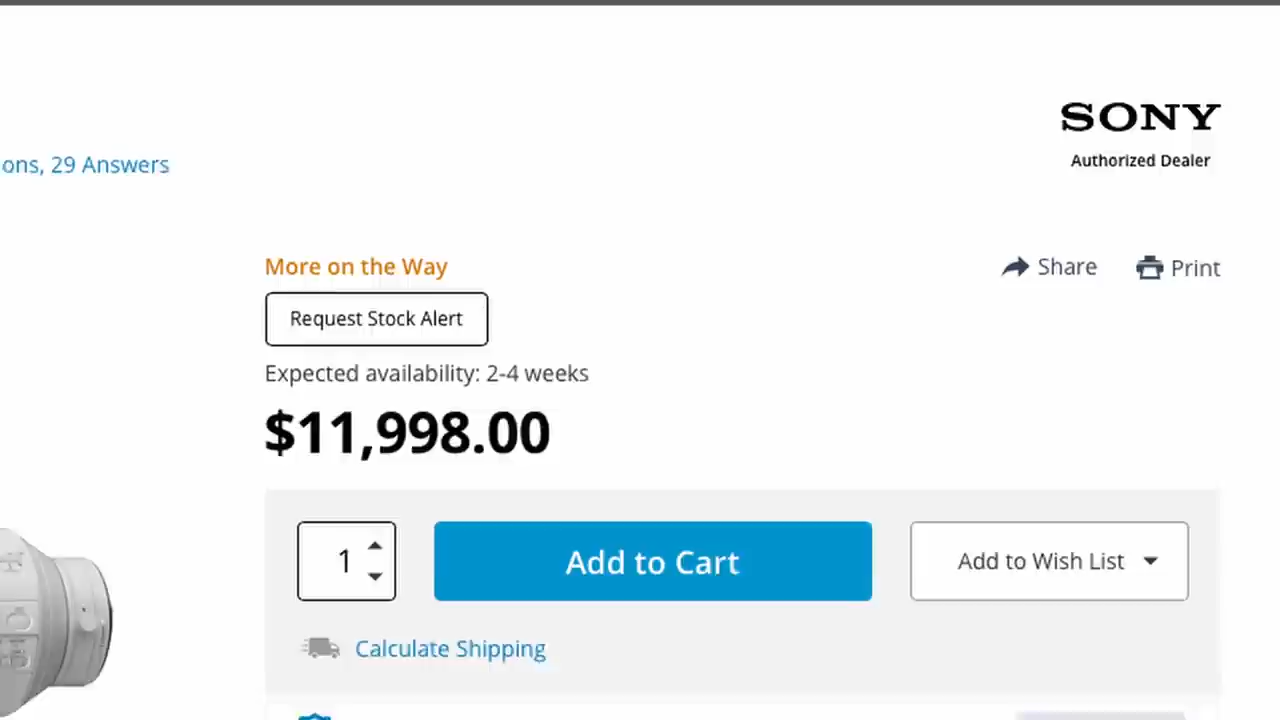 SONY
Authorized Dealer
ons, 29 Answers
More on the Way
Share
Print
Request Stock Alert
Expected availability: 2-4 weeks
$11,998.00
1
Add to Cart
Add to Wish List
Calculate Shipping